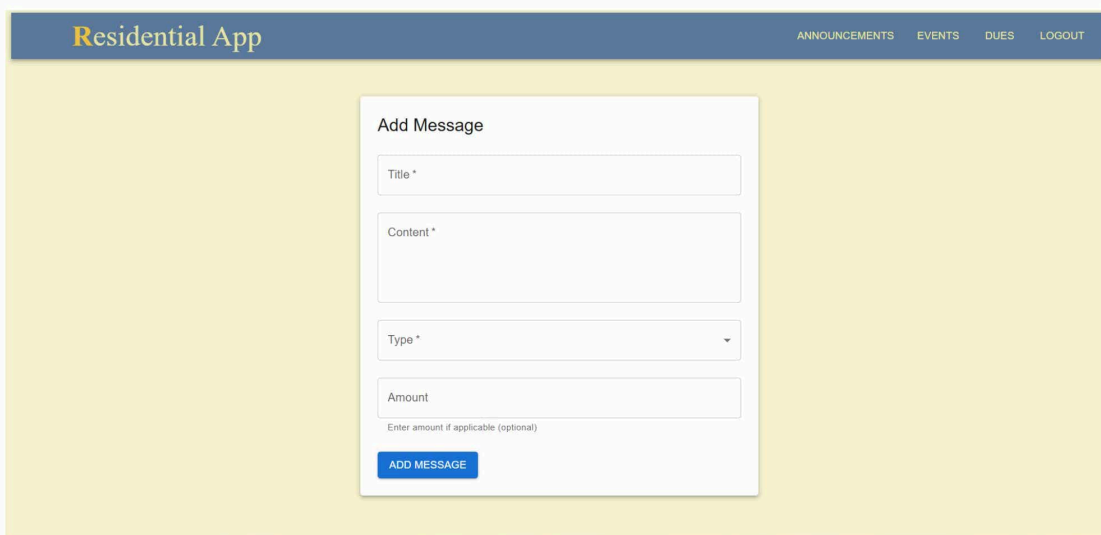 Residential App
ANNOUNCEMENTS EVENTS DUES LOGOUT
Add Message
Title *
Content *
Type *
Amount
Enter amount if applicable (optional)
ADD MESSAGE